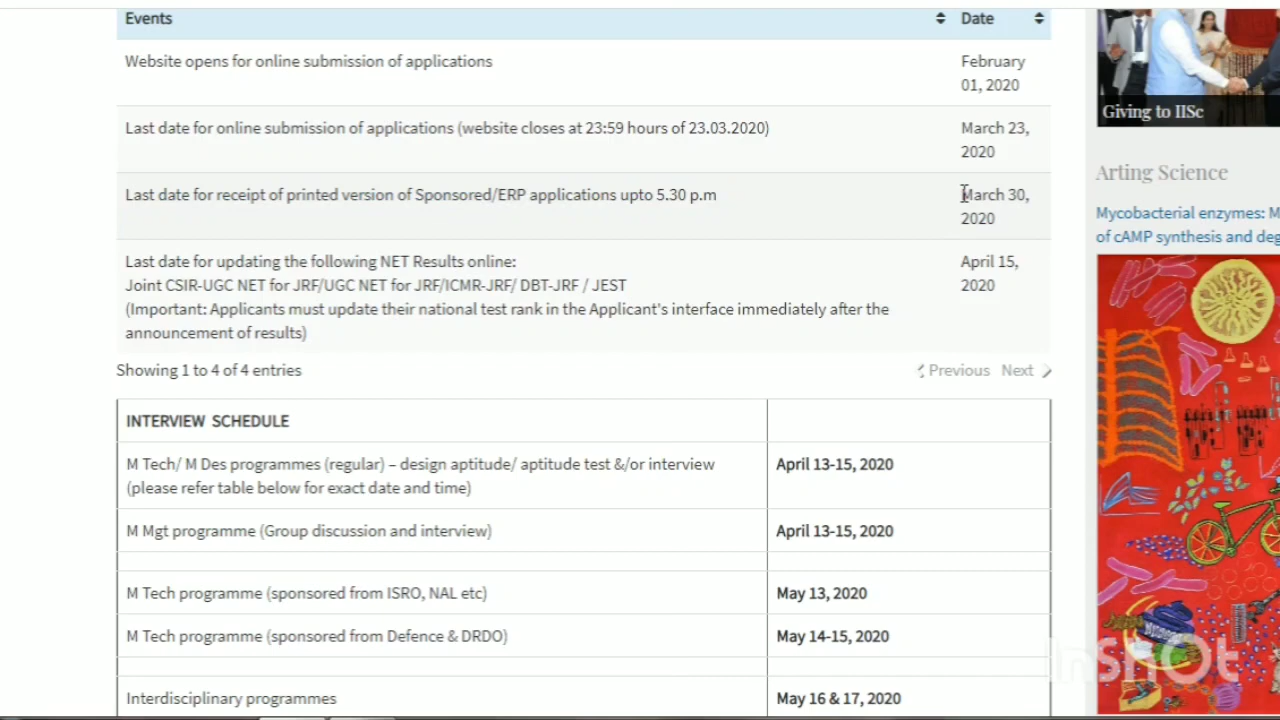 Events Date
Website opens for online submission of applications
February
01, 2020
Last date for online submission of applications (website closes at 23:59 hours of 23.03.2020)
March 23,
2020
Last date for receipt of printed version of Sponsored/ERP applications upto 5.30 p.m
March 30,
2020
Last date for updating the following NET Results online:
Joint CSIR-UGC NET for JRF/UGC NET for JRF/ICMR-JRF/ DBT-JRF / JEST
(Important: Applicants must update their national test rank in the Applicant's interface immediately after the
announcement of results)
April 15,
2020
Showing 1 to 4 of 4 entries
Previous Next
INTERVIEW SCHEDULE
M Tech/ M Des programmes (regular) – design aptitude/ aptitude test &/or interview
(please refer table below for exact date and time)
April 13-15, 2020
M Mgt programme (Group discussion and interview)
April 13-15, 2020
M Tech programme (sponsored from ISRO, NAL etc)
May 13, 2020
M Tech programme (sponsored from Defence & DRDO)
May 14-15, 2020
Interdisciplinary programmes
May 16 & 17, 2020
Giving to IISc
Arting Science
Mycobacterial enzymes: M
of cAMP synthesis and deg
InShOt